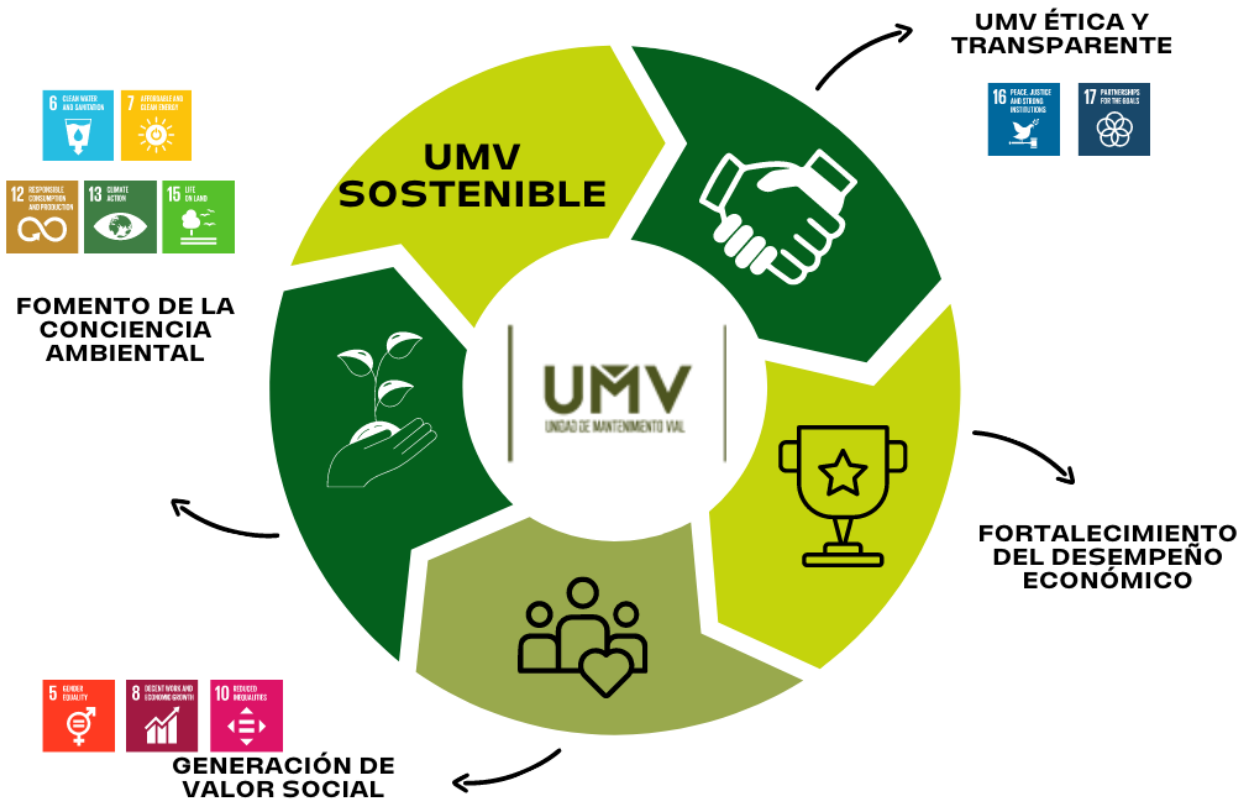 UMV ÉTICA Y
TRANSPARENTE
16 PEACE, JUSTICE
AND STRONG
INSTITUTIONS
17 PARTNERSHIPS
FOR THE GOALS
6 CLEAN WATER
AND SANITATION
7 AFFORDABLE AND
CLEAN ENERGY
12 RESPONSIBLE
CONSUMPTION
AND PRODUCTION
13 CLIMATE
ACTION
15 LIFE
ON LAND
UMV
SOSTENIBLE
FOMENTO DE LA
CONCIENCIA
AMBIENTAL
UMV
UNIDAD DE MANTENIMIENTO VIAL
FORTALECIMIENTO
DEL DESEMPEÑO
ECONÓMICO
5 GENDER
EQUALITY
8 DECENT WORK AND
ECONOMIC GROWTH
10 REDUCED
INEQUALITIES
GENERACIÓN DE
VALOR SOCIAL